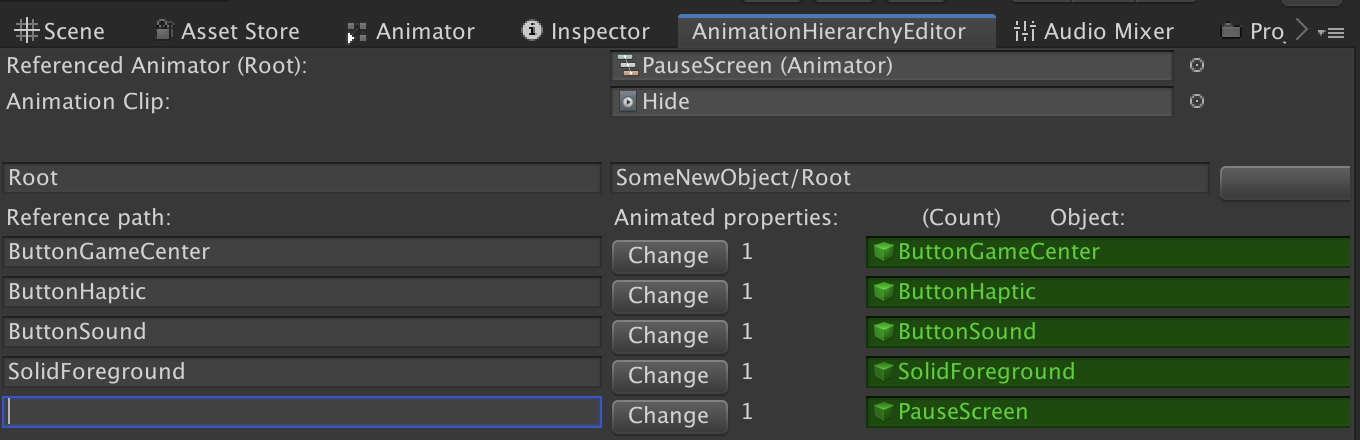 Scene Asset Store Animator Inspector AnimationHierarchyEditor Audio Mixer Pro
Referenced Animator (Root): PauseScreen (Animator)
Animation Clip: Hide
Root SomeNewObject/Root
Reference path: Animated properties: (Count) Object:
ButtonGameCenter Change 1 ButtonGameCenter
ButtonHaptic Change 1 ButtonHaptic
ButtonSound Change 1 ButtonSound
SolidForeground Change 1 SolidForeground
Change 1 PauseScreen